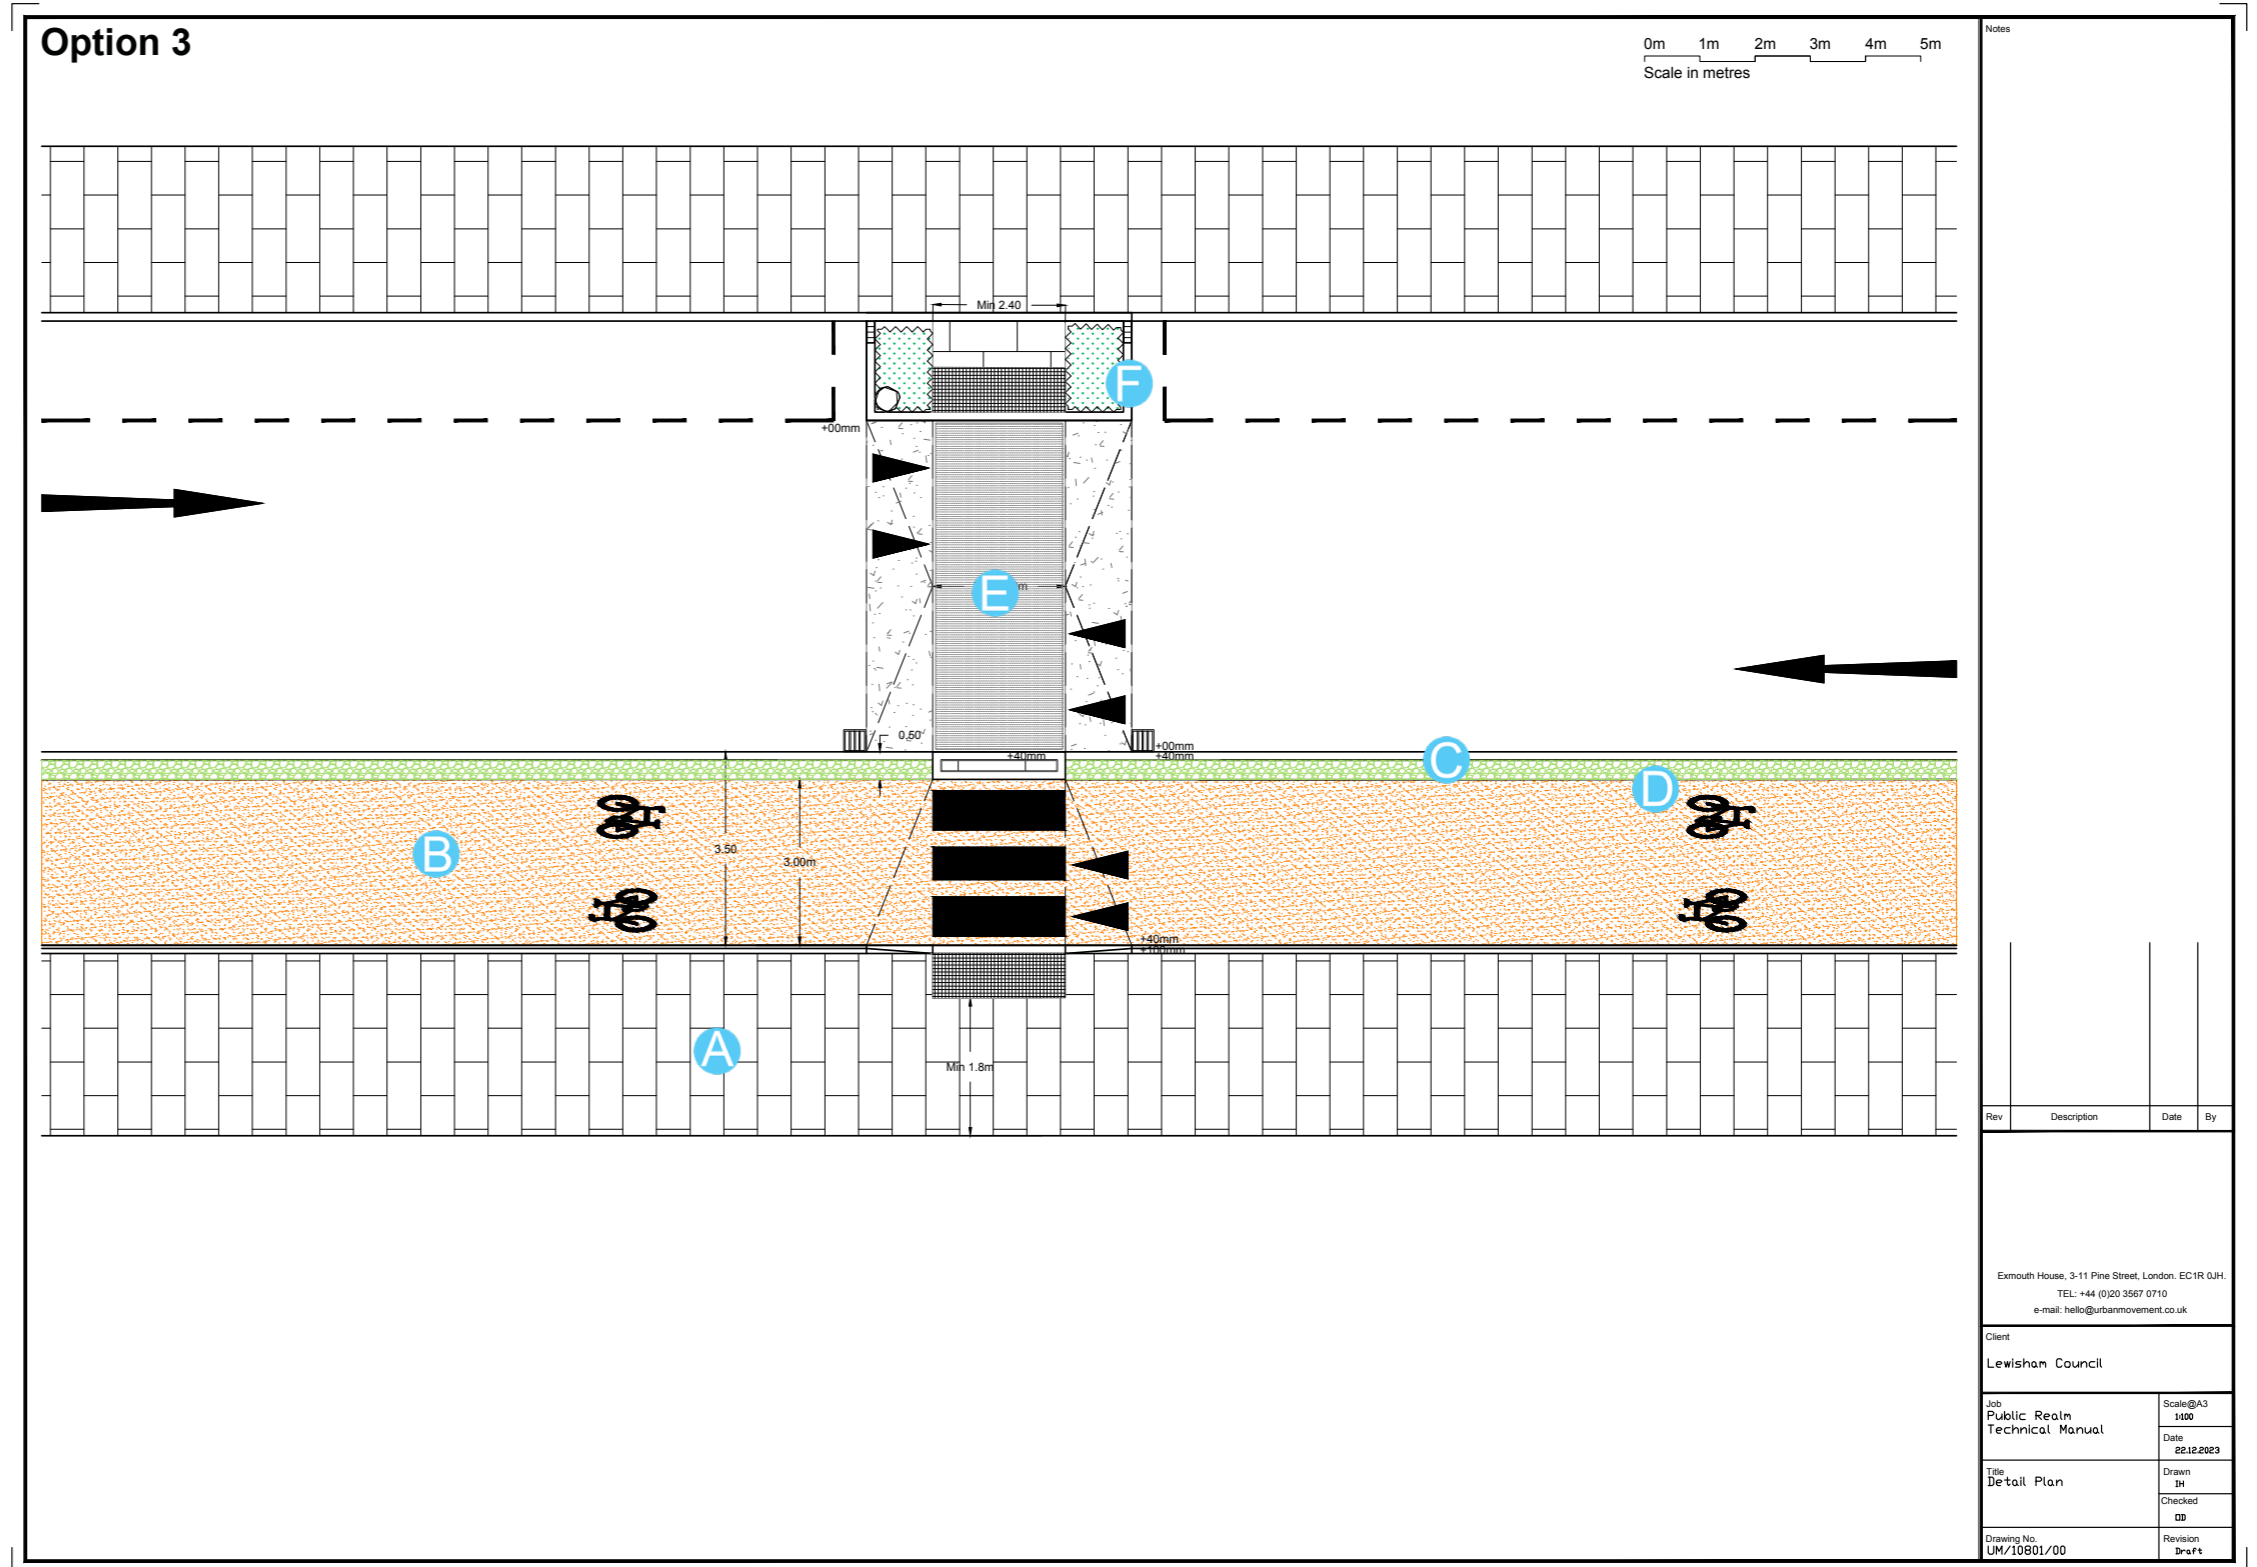 Option 3
0m 1m 2m 3m 4m 5m
Scale in metres
Notes
Min 2.40
F
+00mm
E
m
0.50
+40mm
+00mm
+40mm
C
D
B
3.50
3.00m
+40mm
+100mm
A
Min 1.8m
Rev Description Date By
Exmouth House, 3-11 Pine Street, London. EC1R 0JH.
TEL: +44 (0)20 3567 0710
e-mail: hello@urbanmovement.co.uk
Client
Lewisham Council
Job
Public Realm
Technical Manual
Scale@A3
1:100
Date
22.12.2023
Title
Detail Plan
Drawn
IH
Checked
OD
Drawing No.
UM/10801/00
Revision
Draft